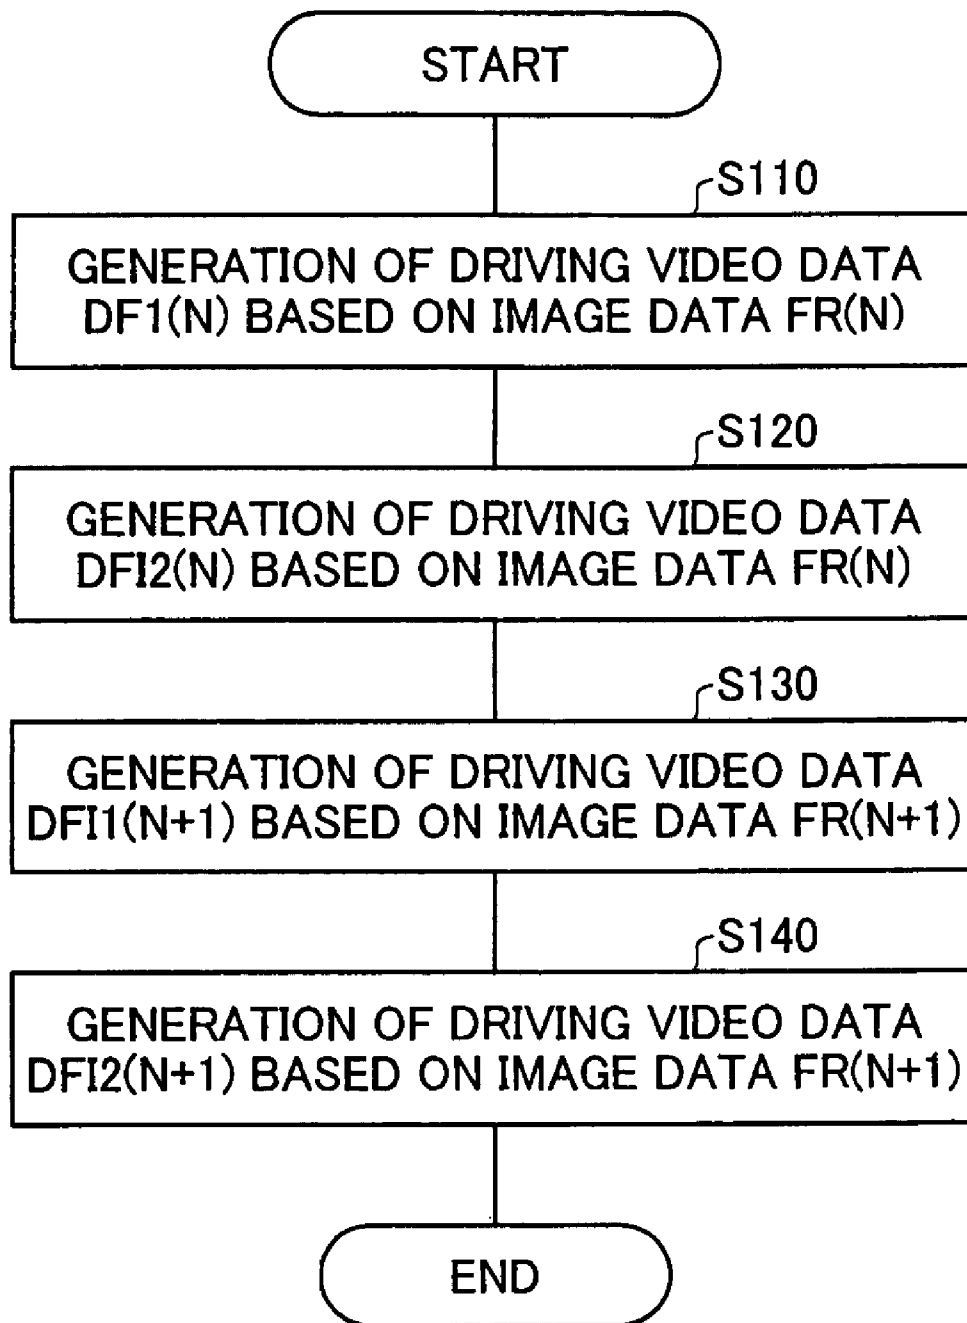 START
S110
GENERATION OF DRIVING VIDEO DATA
DF1(N) BASED ON IMAGE DATA FR(N)
S120
GENERATION OF DRIVING VIDEO DATA
DFI2(N) BASED ON IMAGE DATA FR(N)
S130
GENERATION OF DRIVING VIDEO DATA
DFI1(N+1) BASED ON IMAGE DATA FR(N+1)
S140
GENERATION OF DRIVING VIDEO DATA
DFI2(N+1) BASED ON IMAGE DATA FR(N+1)
END